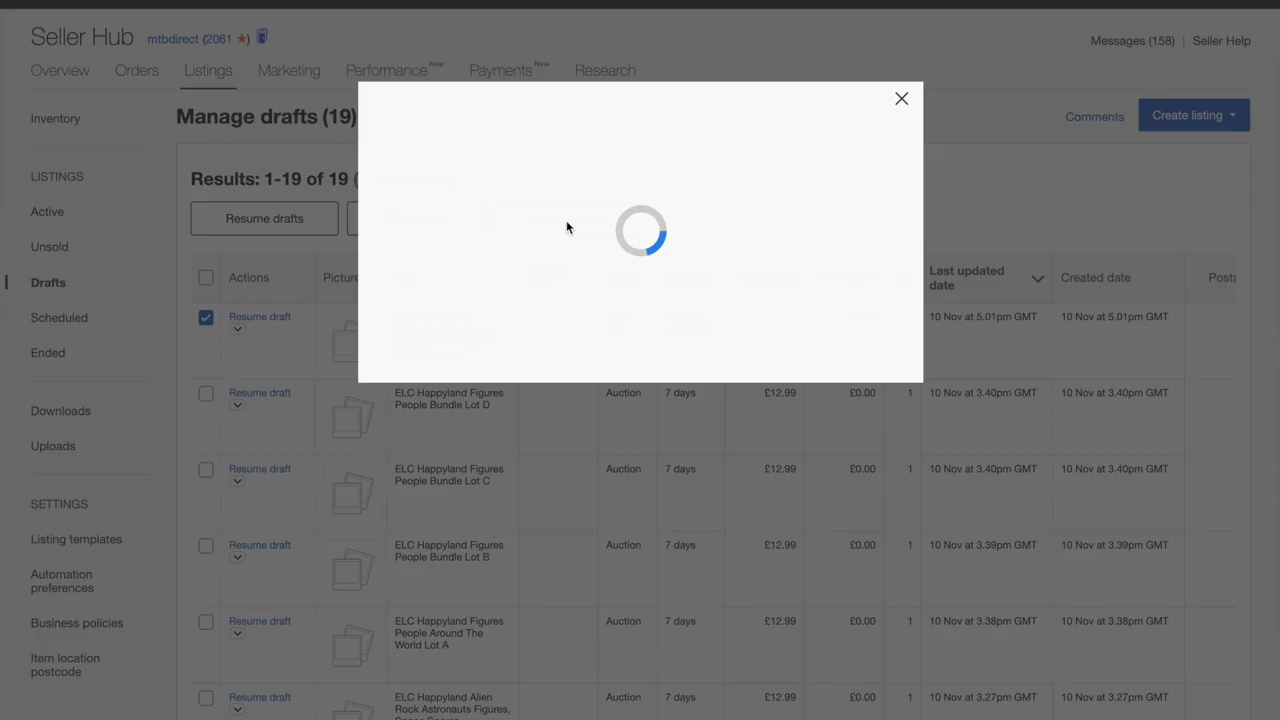 Seller Hub mtbdirect (2061 ★)
Messages (158) | Seller Help
Overview Orders Listings Marketing Performance New Payments New Research
Inventory
LISTINGS
Active
Unsold
Drafts
Scheduled
Ended
Downloads
Uploads
SETTINGS
Listing templates
Automation
preferences
Business policies
Item location
postcode
Manage drafts (19)
Comments
Create listing
Results: 1-19 of 19 (
Resume drafts
Actions Picture Last updated
date Created date Posta
Resume draft 10 Nov at 5.01pm GMT 10 Nov at 5.01pm GMT
Resume draft ELC Happyland Figures
People Bundle Lot D Auction 7 days £12.99 £0.00 1 10 Nov at 3.40pm GMT 10 Nov at 3.40pm GMT
Resume draft ELC Happyland Figures
People Bundle Lot C Auction 7 days £12.99 £0.00 1 10 Nov at 3.40pm GMT 10 Nov at 3.40pm GMT
Resume draft ELC Happyland Figures
People Bundle Lot B Auction 7 days £12.99 £0.00 1 10 Nov at 3.39pm GMT 10 Nov at 3.39pm GMT
Resume draft ELC Happyland Figures
People Around The
World Lot A Auction 7 days £12.99 £0.00 1 10 Nov at 3.38pm GMT 10 Nov at 3.38pm GMT
Resume draft ELC Happyland Alien
Rock Astronauts Figures, Auction 7 days £12.99 £0.00 1 10 Nov at 3.27pm GMT 10 Nov at 3.27pm GMT